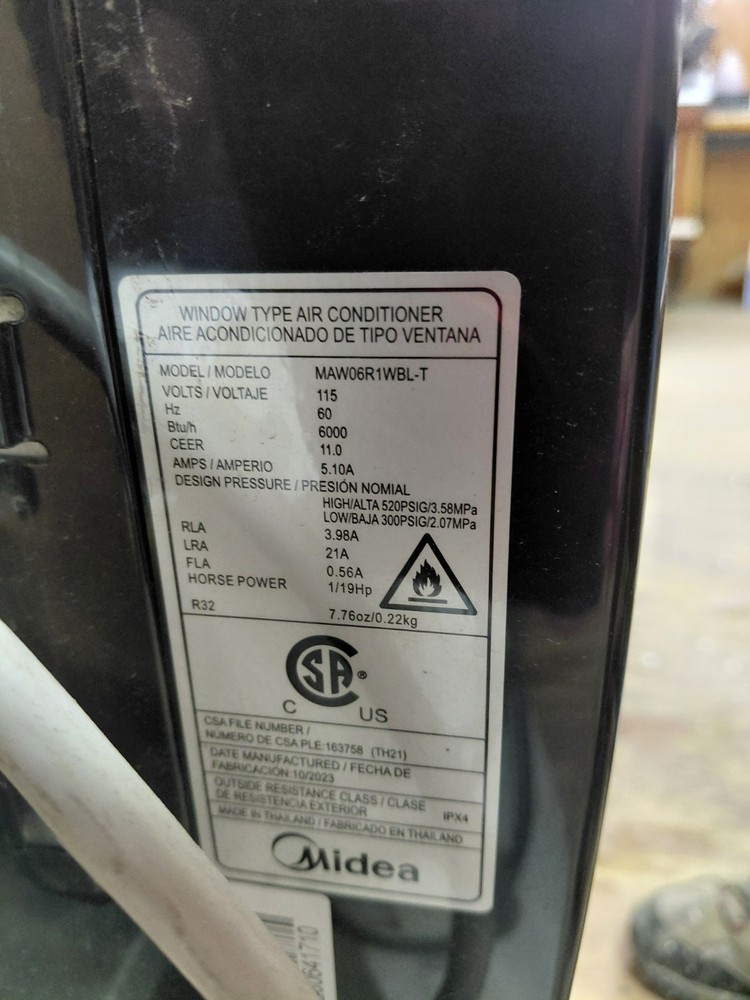 WINDOW TYPE AIR CONDITIONER
AIRE ACONDICIONADO DE TIPO VENTANA
MODEL / MODELO MAW06R1WBL-T
VOLTS / VOLTAJE 115
Hz 60
Btu/h 6000
CEER 11.0
AMPS / AMPERIO 5.10A
DESIGN PRESSURE / PRESIÓN NOMIAL
HIGH/ALTA 520PSIG/3.58MPa
LOW/BAJA 300PSIG/2.07MPa
RLA 3.98A
LRA 21A
FLA 0.56A
HORSE POWER 1/19Hp
R32 7.76oz/0.22kg
CSA®
C US
CSA FILE NUMBER /
NÚMERO DE CSA PLE:163758 (TH21)
DATE MANUFACTURED / FECHA DE
FABRICACIÓN:10/2023
OUTSIDE RESISTANCE CLASS / CLASE
DE RESISTENCIA EXTERIOR IPX4
MADE IN THAILAND / FABRICADO EN THAILAND
Midea